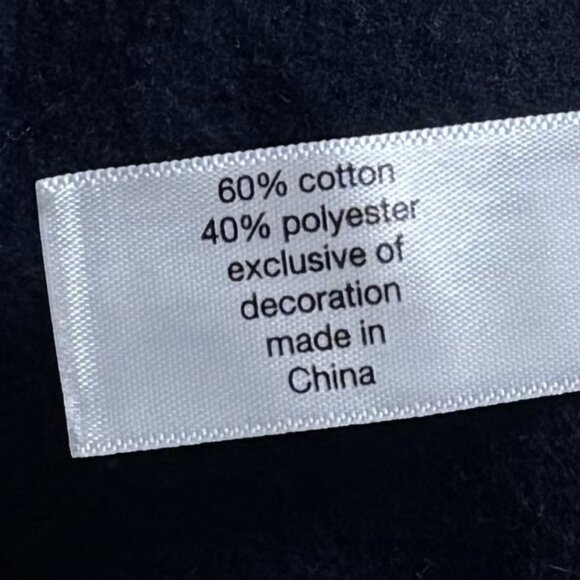 60% cotton
40% polyester
exclusive of
decoration
made in
China